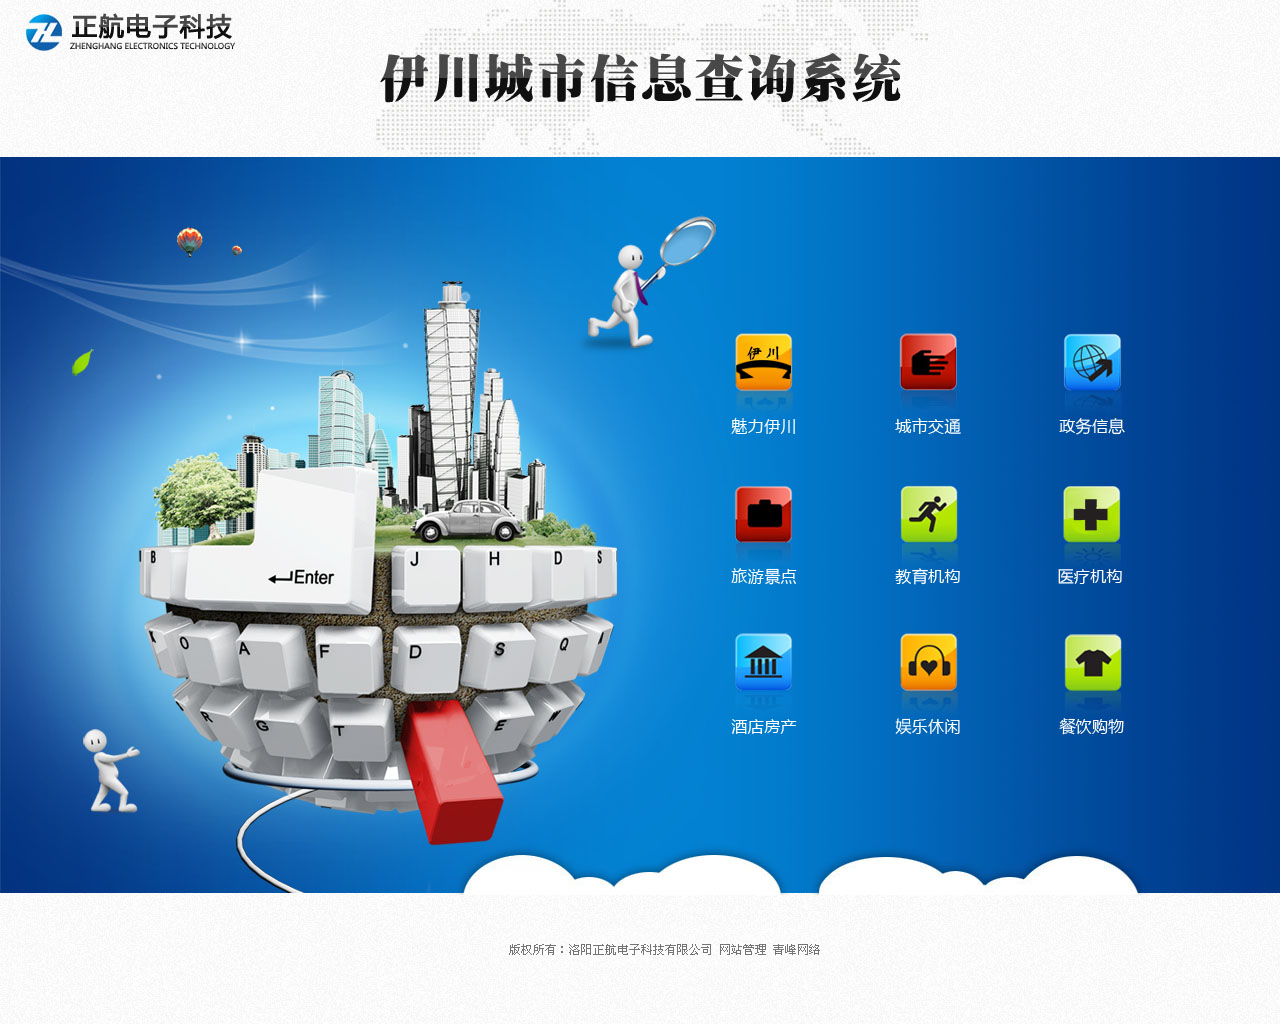 正航电子科技
ZHENGHANG ELECTRONICS TECHNOLOGY
伊川城市信息查询系统
伊川
魅力伊川 城市交通 政务信息
旅游景点 教育机构 医疗机构
酒店房产 娱乐休闲 餐饮购物
B J H D S
Enter
O A F D S Q
R G T E
版权所有：洛阳正航电子科技有限公司 网站管理 青峰网络